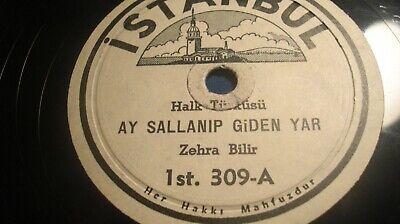 İSTANBUL
Halk Türküsü
AY SALLANIP GiDEN YAR
Zehra Bilir
1st. 309-A
Her Hakkı Mahfuzdur